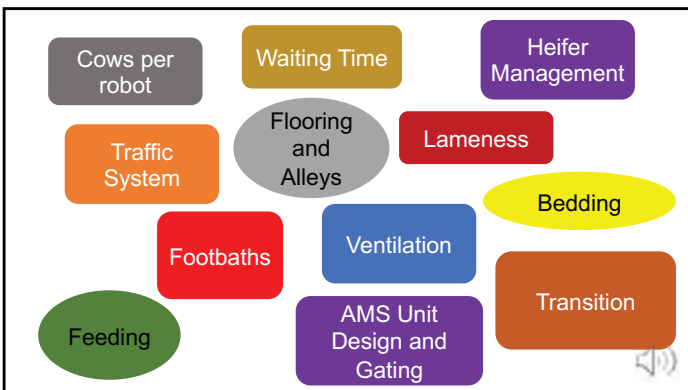 Cows per
robot
Waiting Time
Heifer
Management
Traffic
System
Flooring
and
Alleys
Lameness
Bedding
Footbaths
Ventilation
Transition
Feeding
AMS Unit
Design and
Gating